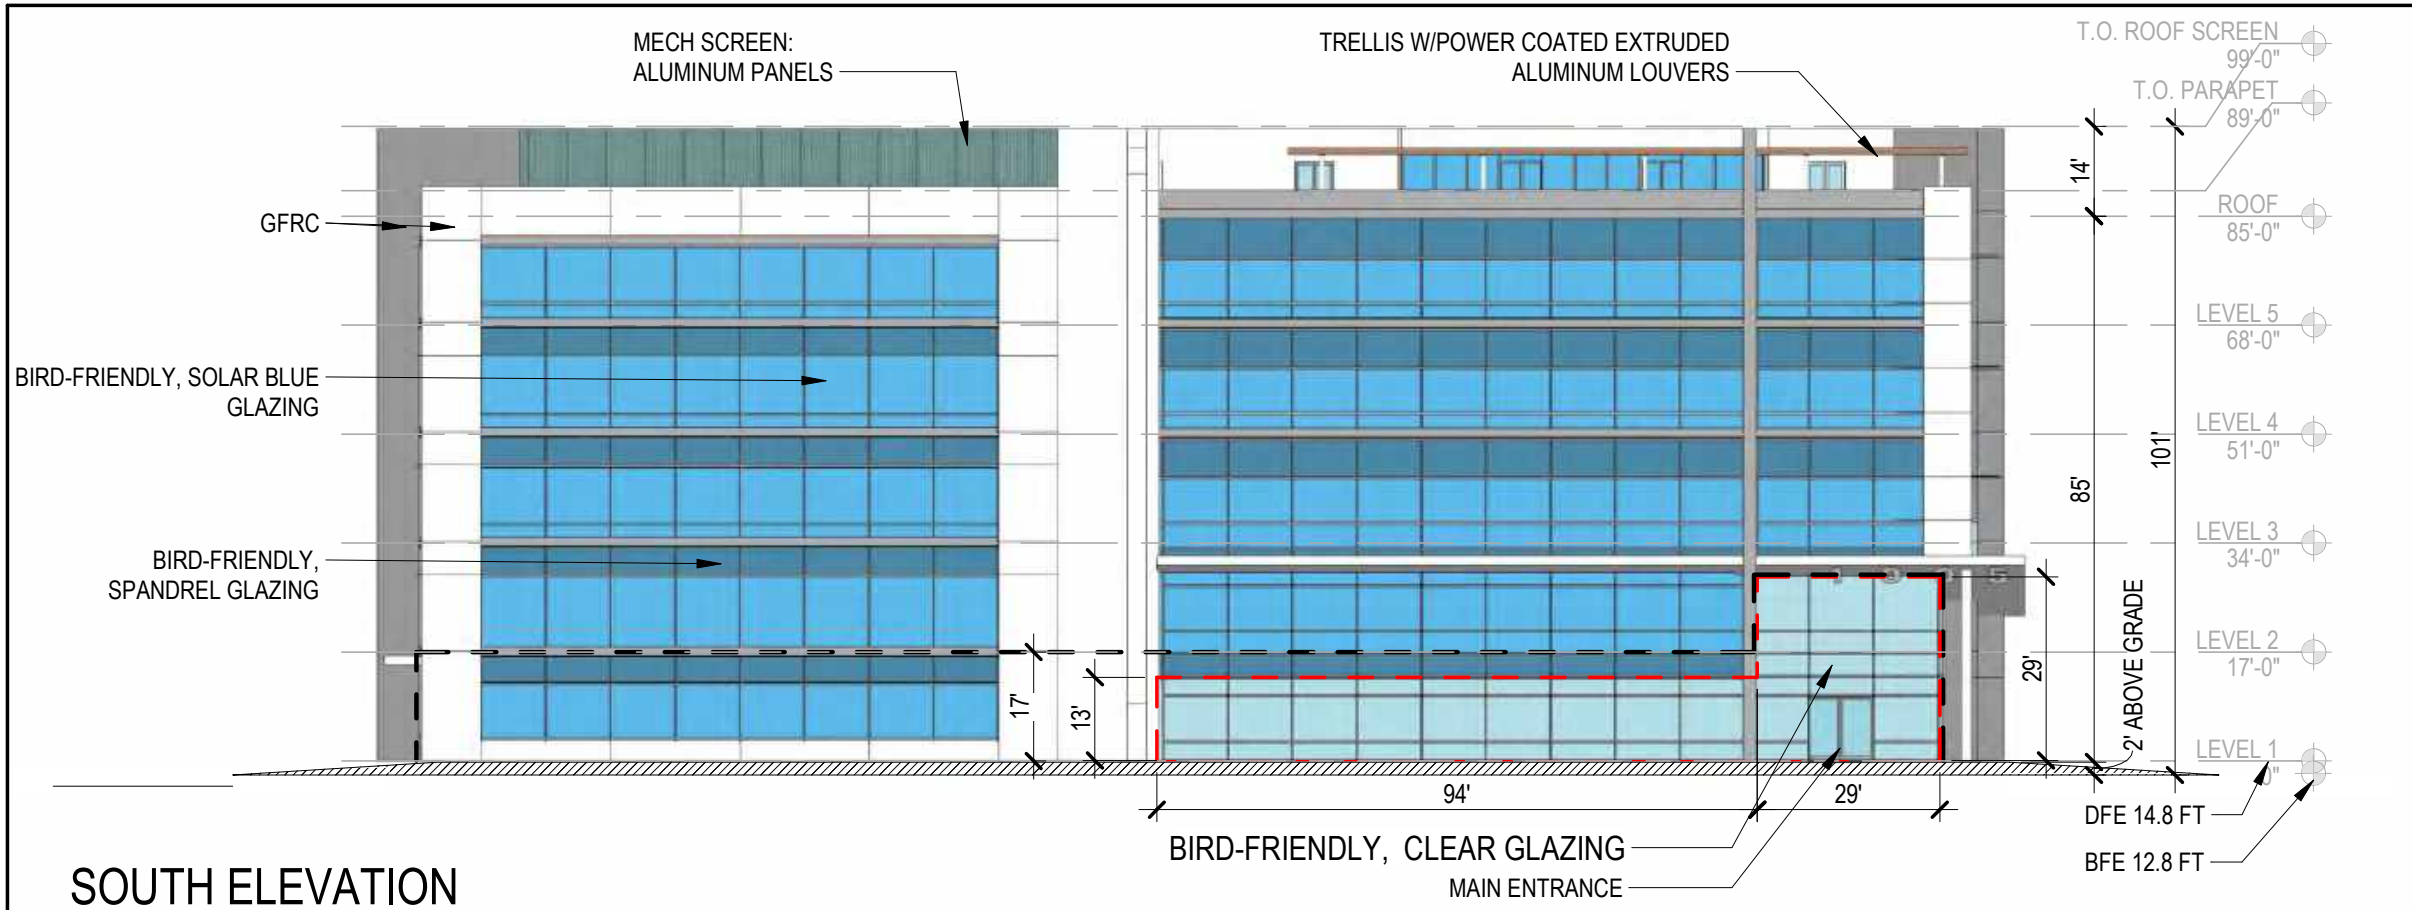 MECH SCREEN:
ALUMINUM PANELS
TRELLIS W/POWER COATED EXTRUDED
ALUMINUM LOUVERS
T.O. ROOF SCREEN
99'-0"
T.O. PARAPET
89'-0"
GFRC
14'
ROOF
85'-0"
LEVEL 5
68'-0"
BIRD-FRIENDLY, SOLAR BLUE
GLAZING
LEVEL 4
51'-0"
101'
85'
BIRD-FRIENDLY,
SPANDREL GLAZING
LEVEL 3
34'-0"
LEVEL 2
17'-0"
29'
2' ABOVE GRADE
17'
13'
LEVEL 1
0"
94'
29'
DFE 14.8 FT
BIRD-FRIENDLY, CLEAR GLAZING
BFE 12.8 FT
MAIN ENTRANCE
SOUTH ELEVATION